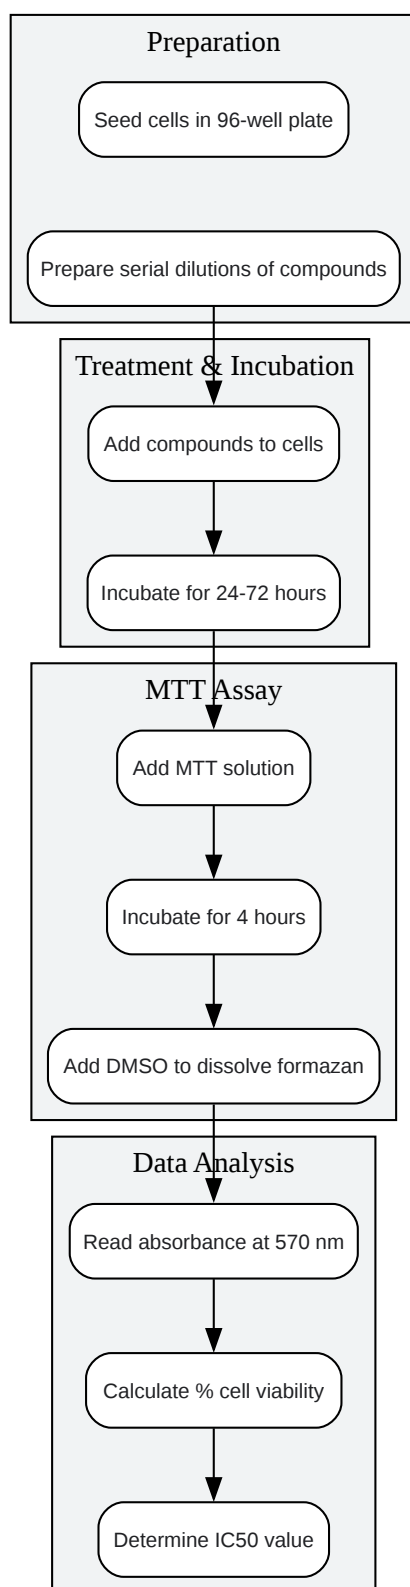 Preparation
Seed cells in 96-well plate
Prepare serial dilutions of compounds
Treatment & Incubation
Add compounds to cells
Incubate for 24-72 hours
MTT Assay
Add MTT solution
Incubate for 4 hours
Add DMSO to dissolve formazan
Data Analysis
Read absorbance at 570 nm
Calculate % cell viability
Determine IC50 value